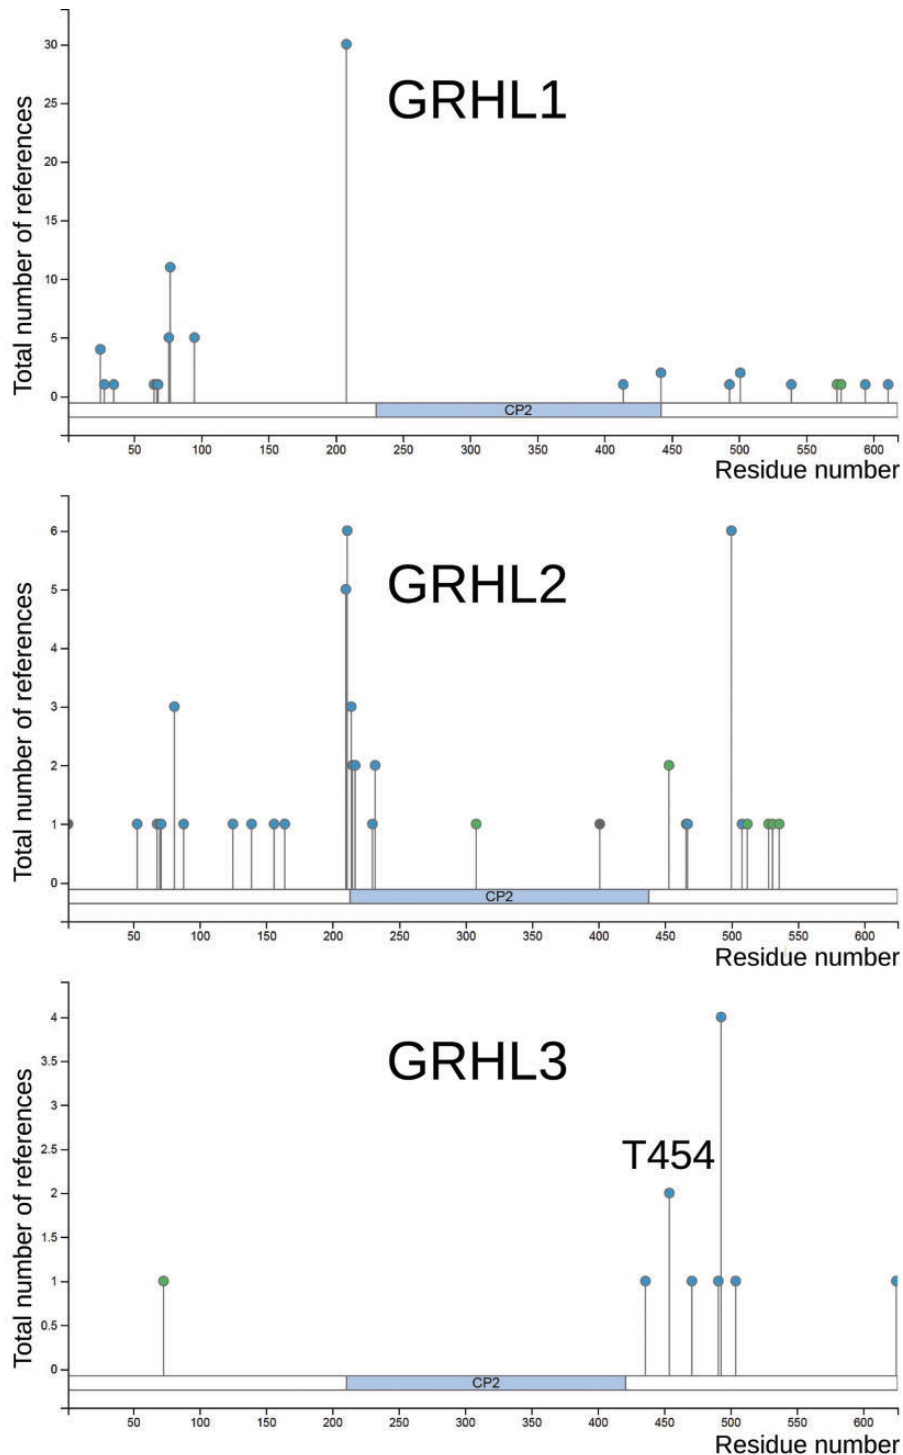 Total number of references
30
25
20
15
10
5
0
GRHL1
CP2
50 100 150 200 250 300 350 400 450 500 550 600
Residue number
Total number of references
6
5
4
3
2
1
0
GRHL2
CP2
50 100 150 200 250 300 350 400 450 500 550 600
Residue number
Total number of references
4
3.5
3
2.5
2
1.5
1
0.5
0
GRHL3
T454
CP2
50 100 150 200 250 300 350 400 450 500 550 600
Residue number